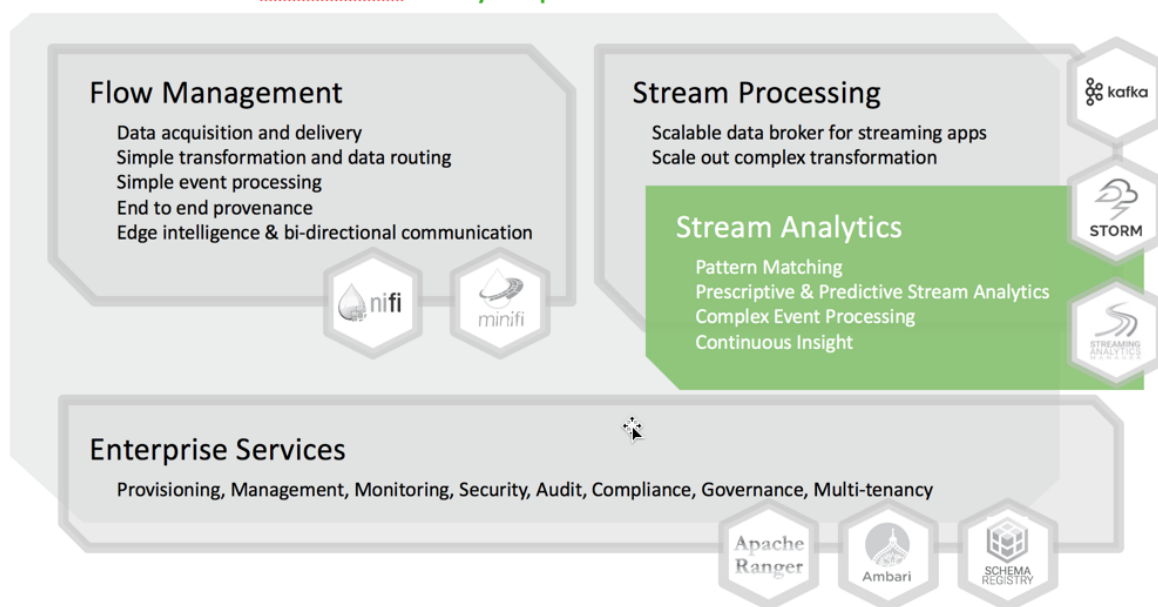 Flow Management
Data acquisition and delivery
Simple transformation and data routing
Simple event processing
End to end provenance
Edge intelligence & bi-directional communication
nifi
minifi
Stream Processing
Scalable data broker for streaming apps
Scale out complex transformation
kafka
STORM
Stream Analytics
Pattern Matching
Prescriptive & Predictive Stream Analytics
Complex Event Processing
Continuous Insight
STREAMING
ANALYTICS
MANAGER
Enterprise Services
Provisioning, Management, Monitoring, Security, Audit, Compliance, Governance, Multi-tenancy
Apache
Ranger
Ambari
SCHEMA
REGISTRY